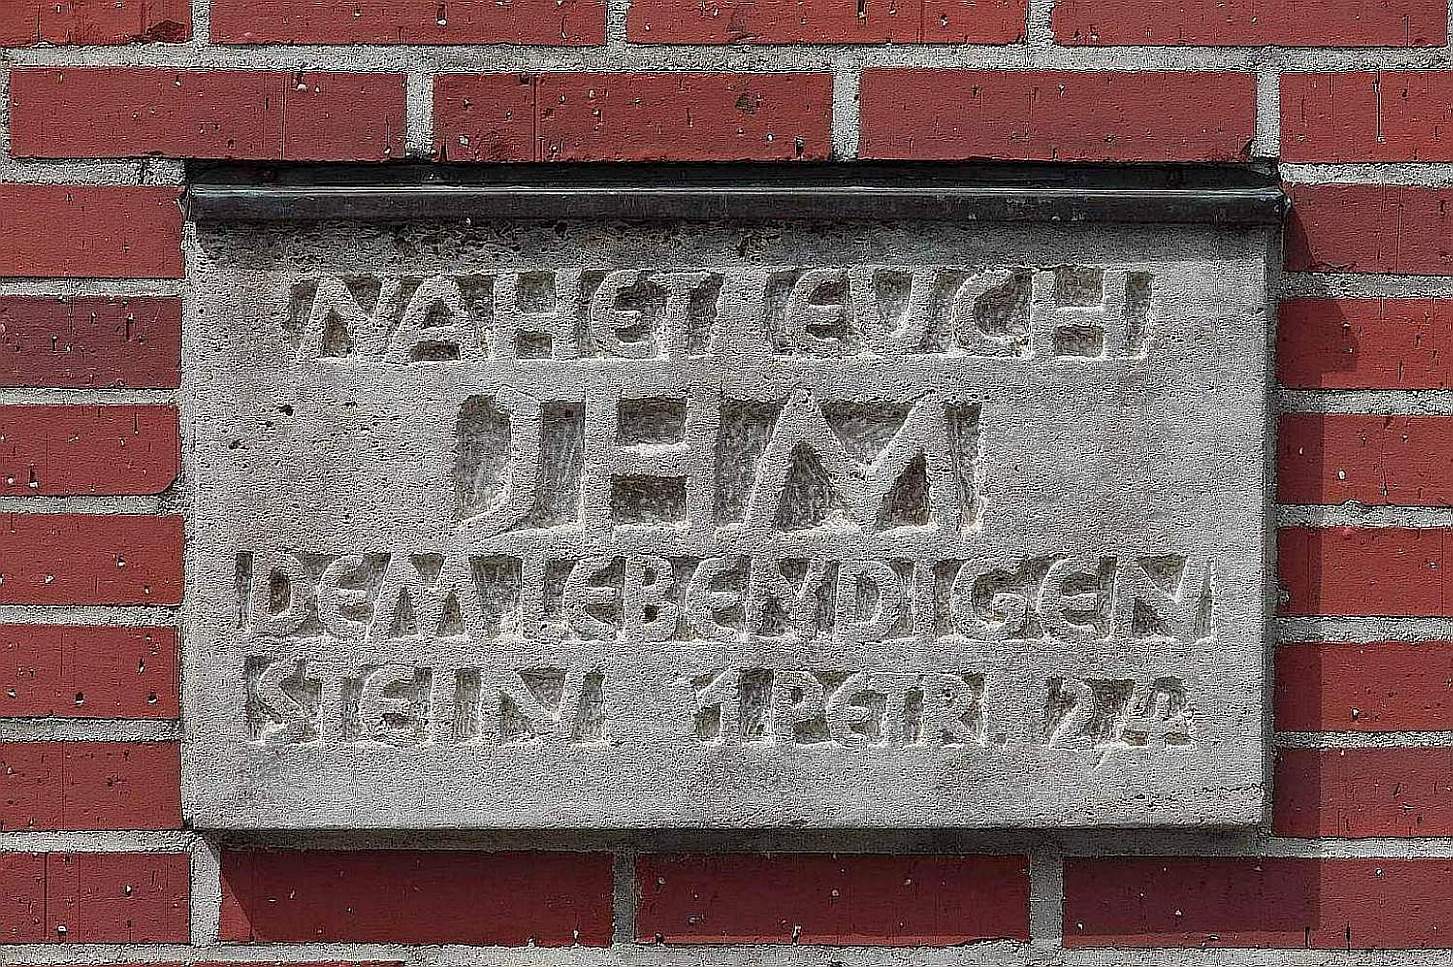 NAHET EUCH
IHM
DEM LEBENDIGEN
STEIN 1 PETR. 2,4